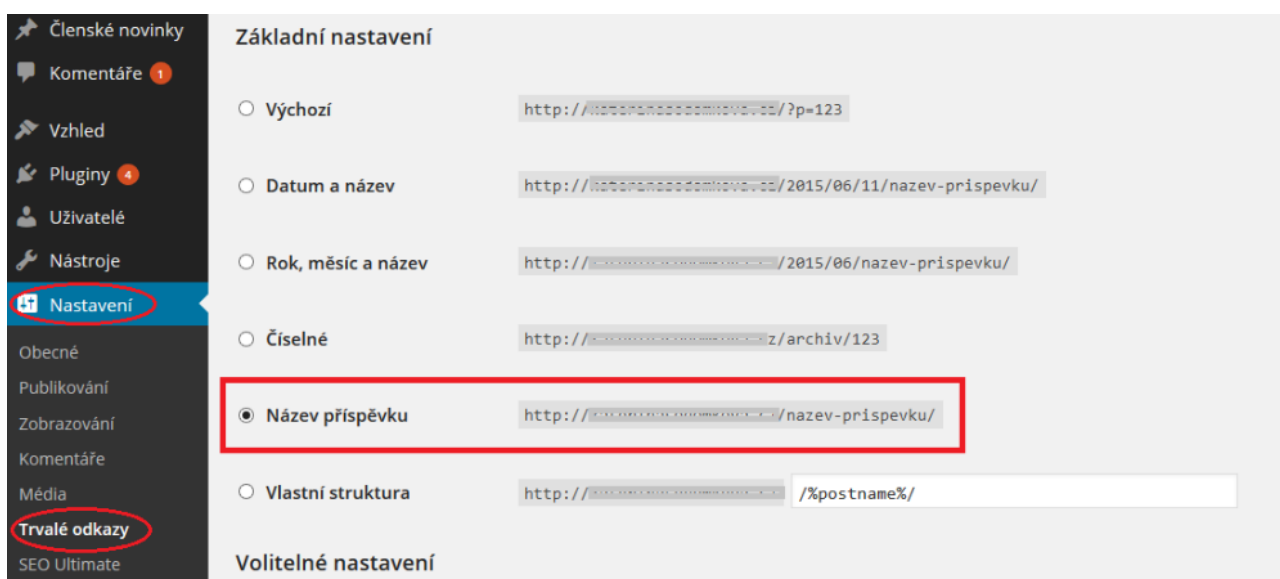 Členské novinky
Komentáře 1
Vzhled
Pluginy 4
Uživatelé
Nástroje
Nastavení
Obecné
Publikování
Zobrazování
Komentáře
Média
Trvalé odkazy
SEO Ultimate
Základní nastavení
Výchozí http:// /?p=123
Datum a název http:// /2015/06/11/nazev-prispevku/
Rok, měsíc a název http:// /2015/06/nazev-prispevku/
Číselné http:// z/archiv/123
Název příspěvku http:// /nazev-prispevku/
Vlastní struktura http:// /%postname%/
Volitelné nastavení